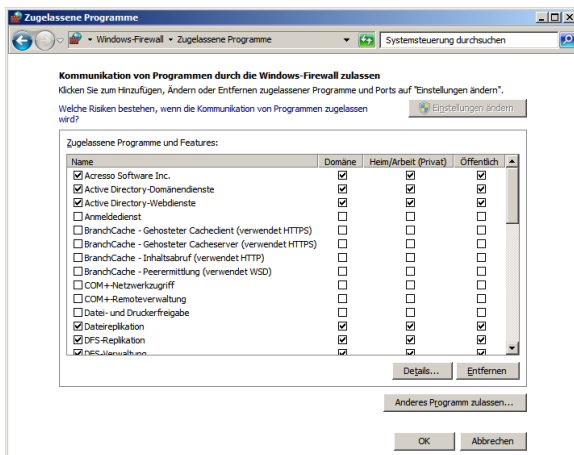 Zugelassene Programme
Windows-Firewall Zugelassene Programme Systemsteuerung durchsuchen
Kommunikation von Programmen durch die Windows-Firewall zulassen
Klicken Sie zum Hinzufügen, Ändern oder Entfernen zugelassener Programme und Ports auf "Einstellungen ändern".
Welche Risiken bestehen, wenn die Kommunikation von Programmen zugelassen Einstellungen ändern
wird?
Zugelassene Programme und Features:
Name Domäne Heim/Arbeit (Privat) Öffentlich
Acresso Software Inc.
Active Directory-Domänendienste
Active Directory-Webdienste
Anmeldedienst
BranchCache - Gehosteter Cacheclient (verwendet HTTPS)
BranchCache - Gehosteter Cacheserver (verwendet HTTPS)
BranchCache - Inhaltsabruf (verwendet HTTP)
BranchCache - Peerermittlung (verwendet WSD)
COM+-Netzwerkzugriff
COM+-Remoteverwaltung
Datei- und Druckerfreigabe
Dateireplikation
DFS-Replikation
DFS-Verwaltung
Details... Entfernen
Anderes Programm zulassen...
OK Abbrechen